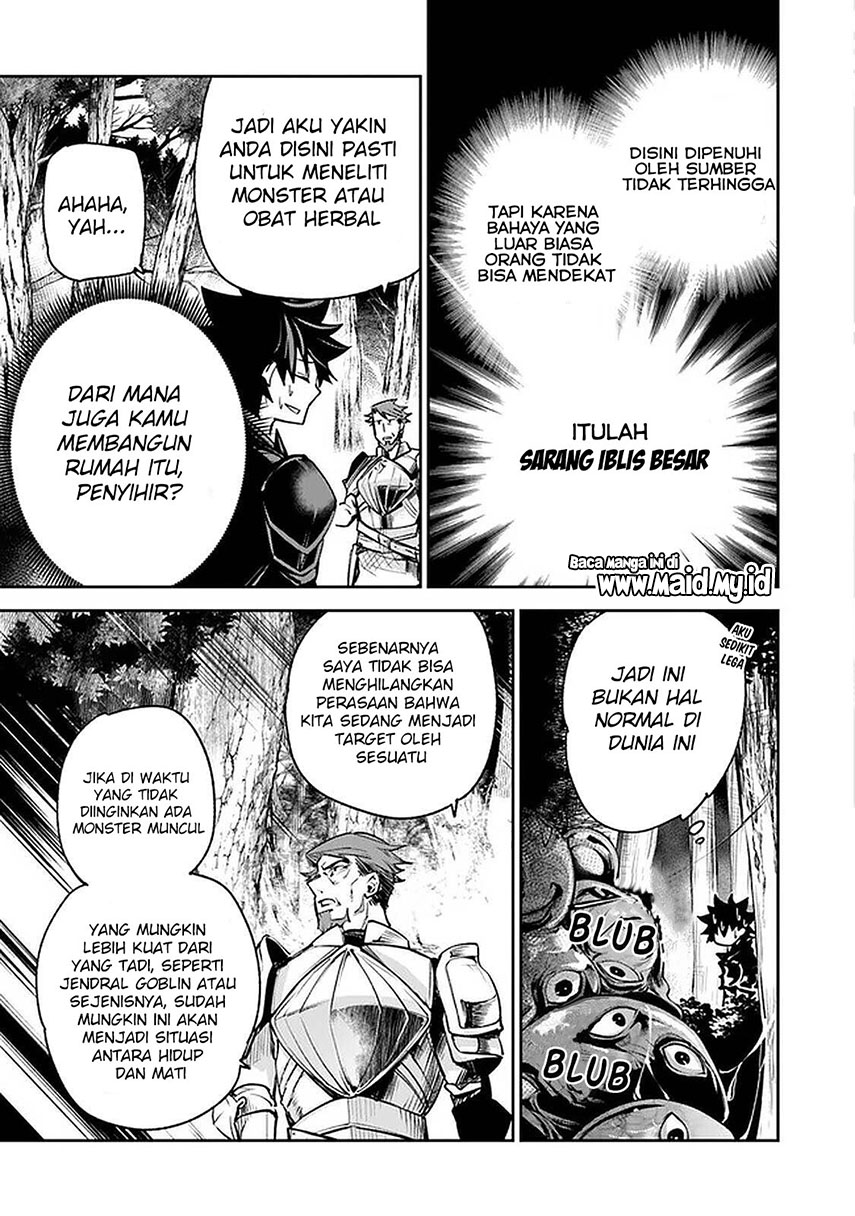 DISINI DIPENUHI
OLEH SUMBER
TIDAK TERHINGGA
TAPI KARENA
BAHAYA YANG
LUAR BIASA
ORANG TIDAK
BISA MENDEKAT
ITULAH
SARANG IBLIS BESAR
Baca Manga ini di
www.Maid.My.id
JADI AKU YAKIN
ANDA DISINI PASTI
UNTUK MENELITI
MONSTER ATAU
OBAT HERBAL
AHAHA,
YAH...
DARI MANA
JUGA KAMU
MEMBANGUN
RUMAH ITU,
PENYIHIR?
AKU
SEDIKIT
LEGA
JADI INI
BUKAN HAL
NORMAL DI
DUNIA INI
BLUB
BLUB
SEBENARNYA
SAYA TIDAK BISA
MENGHILANGKAN
PERASAAN BAHWA
KITA SEDANG MENJADI
TARGET OLEH
SESUATU
JIKA DI WAKTU
YANG TIDAK
DIINGINKAN ADA
MONSTER MUNCUL
YANG MUNGKIN
LEBIH KUAT DARI
YANG TADI, SEPERTI
JENDRAL GOBLIN ATAU
SEJENISNYA, SUDAH
MUNGKIN INI AKAN
MENJADI SITUASI
ANTARA HIDUP
DAN MATI